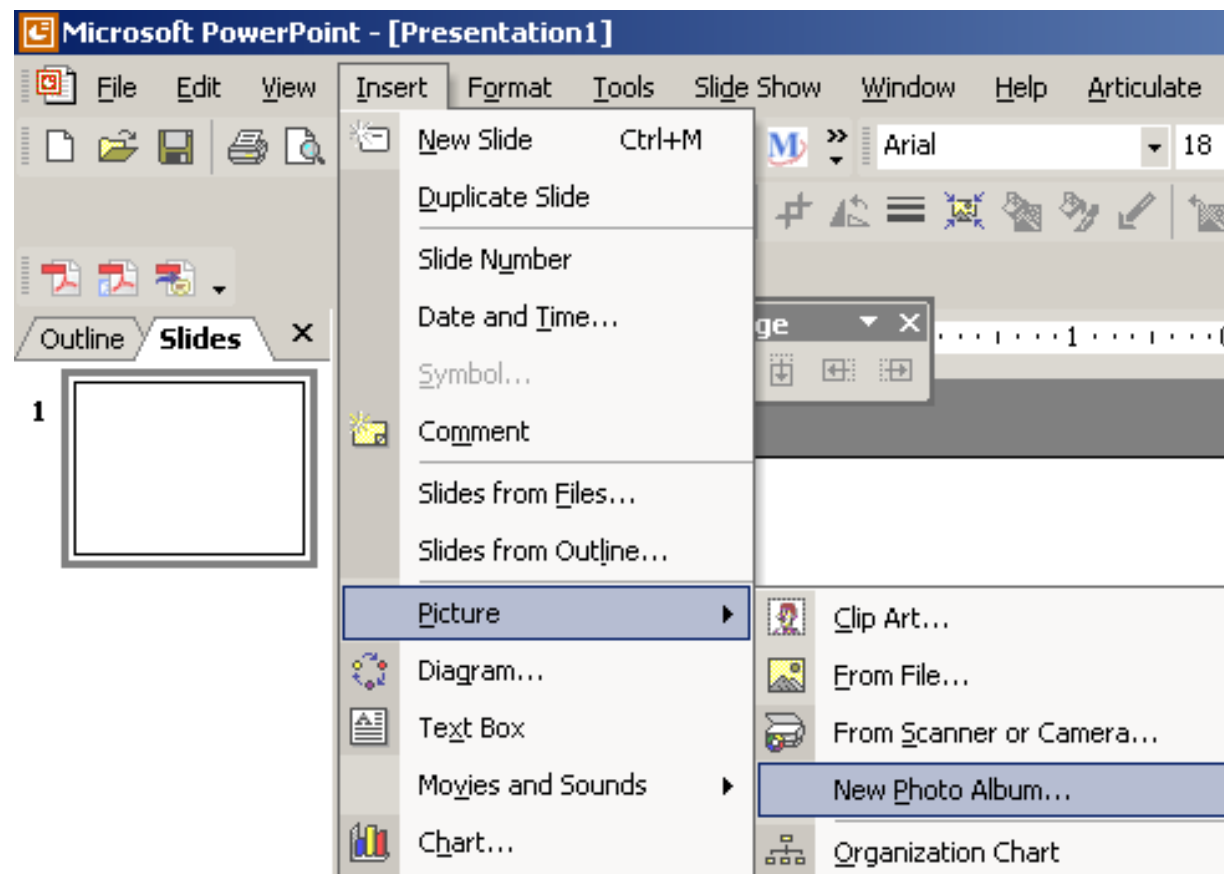 Microsoft PowerPoint - [Presentation1]
File Edit View Insert Format Tools Slide Show Window Help Articulate
New Slide Ctrl+M
Arial 18
Duplicate Slide
Slide Number
Date and Time...
ge
1
Outline Slides
Symbol...
1
Comment
Slides from Files...
Slides from Outline...
Picture
Clip Art...
Diagram...
From File...
Text Box
From Scanner or Camera...
Movies and Sounds
New Photo Album...
Chart...
Organization Chart